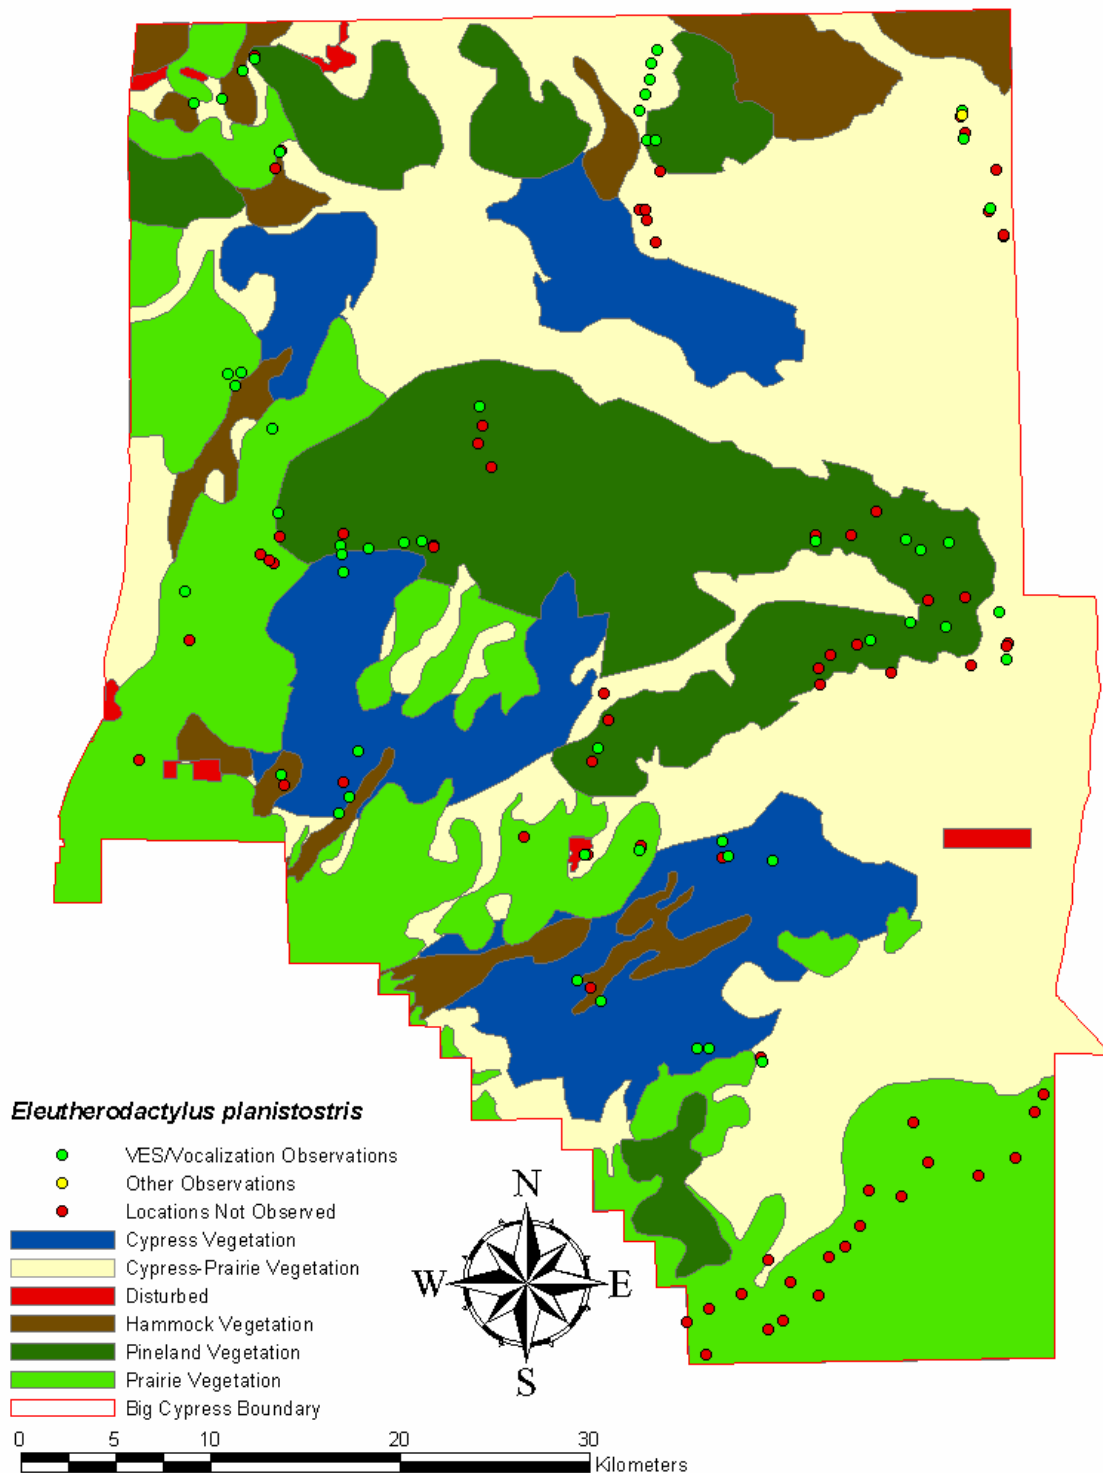 Eleutherodactylus planistostris
VES/Vocalization Observations
Other Observations
Locations Not Observed
Cypress Vegetation
Cypress-Prairie Vegetation
Disturbed
Hammock Vegetation
Pineland Vegetation
Prairie Vegetation
Big Cypress Boundary
N
W E
S
0 5 10 20 30
Kilometers